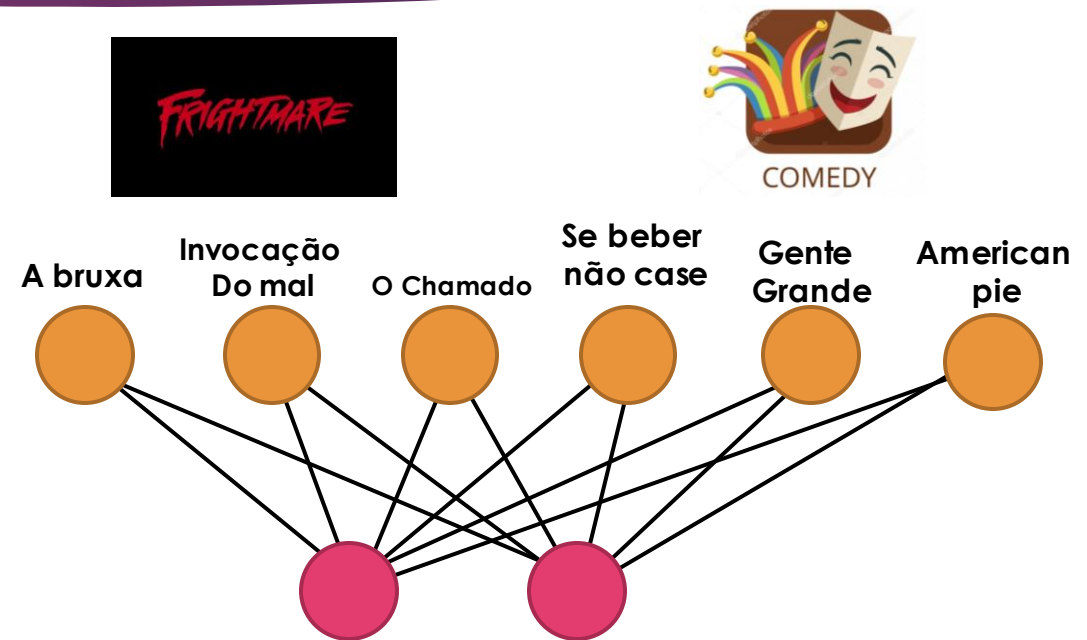 FRIGHTMARE
COMEDY
A bruxa
Invocação
Do mal
O Chamado
Se beber
não case
Gente
Grande
American
pie